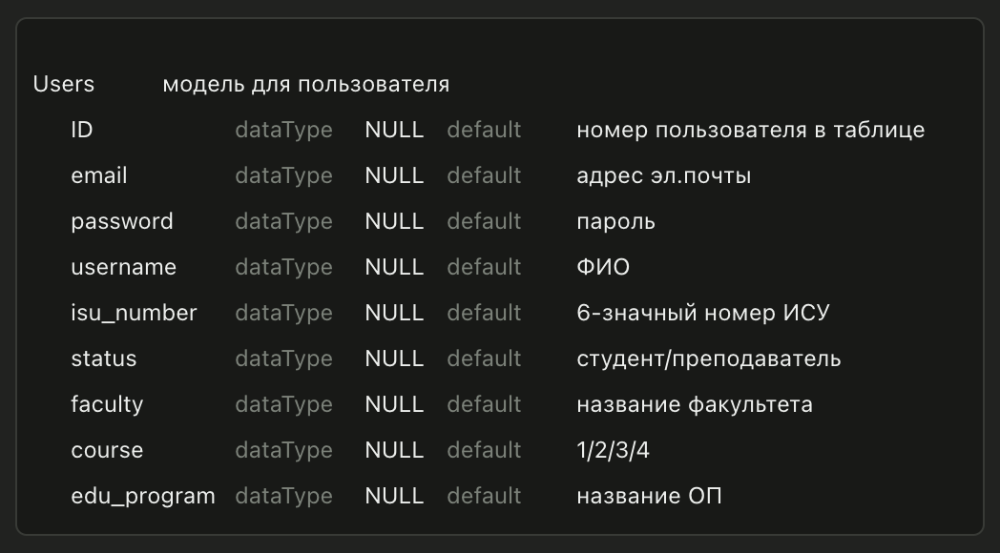 Users модель для пользователя
ID dataType NULL default номер пользователя в таблице
email dataType NULL default адрес эл.почты
password dataType NULL default пароль
username dataType NULL default ФИО
isu_number dataType NULL default 6-значный номер ИСУ
status dataType NULL default студент/преподаватель
faculty dataType NULL default название факультета
course dataType NULL default 1/2/3/4
edu_program dataType NULL default название ОП